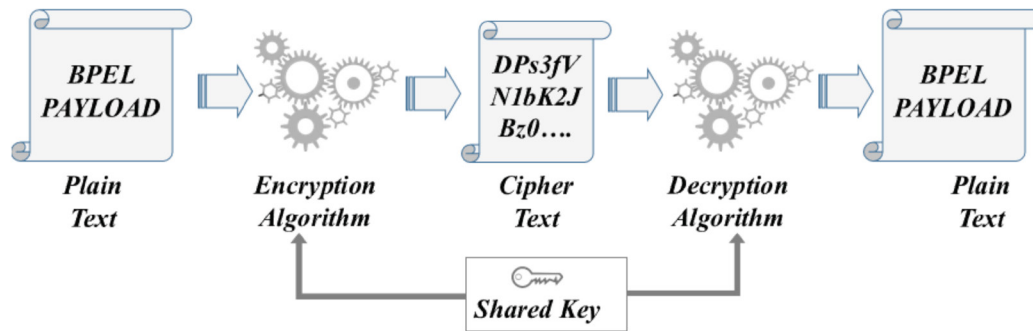 BPEL
PAYLOAD
DPs3fV
N1bK2J
Bz0....
BPEL
PAYLOAD
Plain
Text
Encryption
Algorithm
Cipher
Text
Decryption
Algorithm
Plain
Text
Shared Key